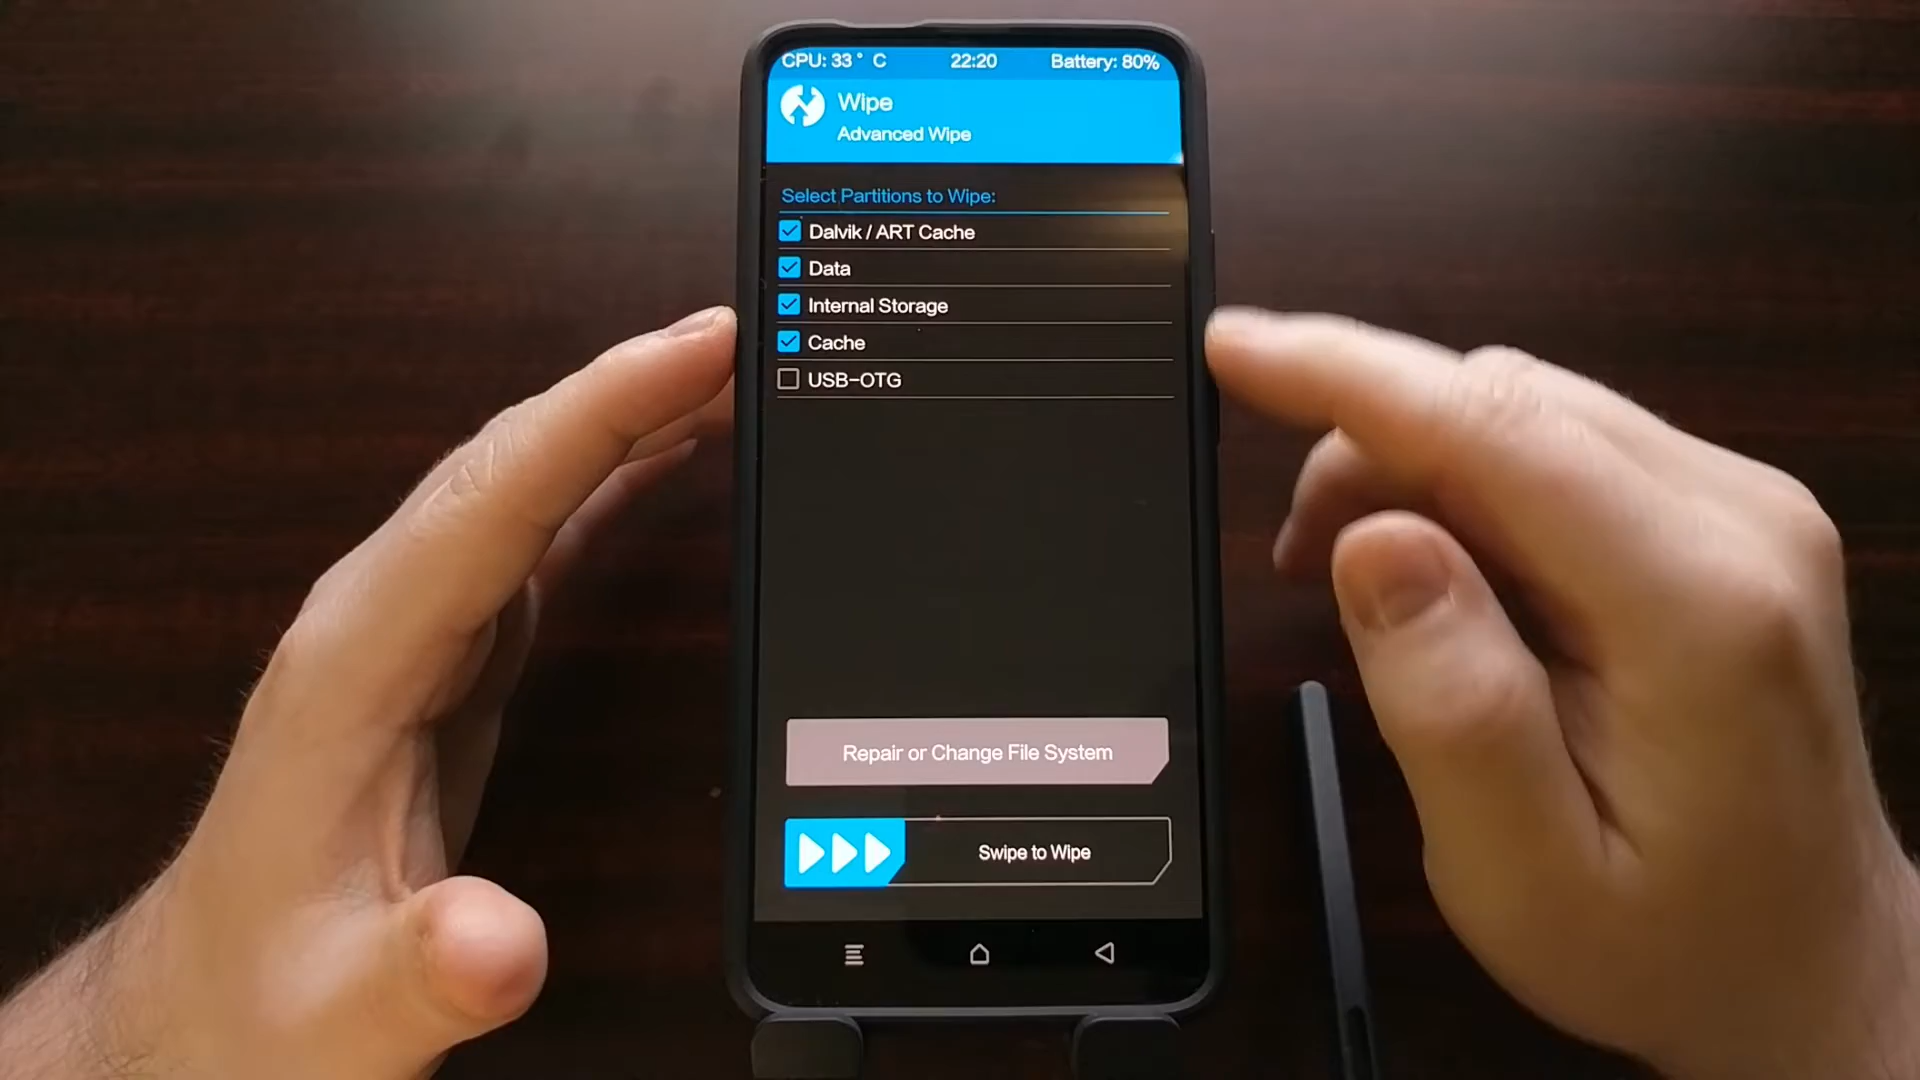 CPU: 33 ° C 22:20 Battery: 80%
Wipe
Advanced Wipe
Select Partitions to Wipe:
Dalvik / ART Cache
Data
Internal Storage
Cache
USB-OTG
Repair or Change File System
Swipe to Wipe